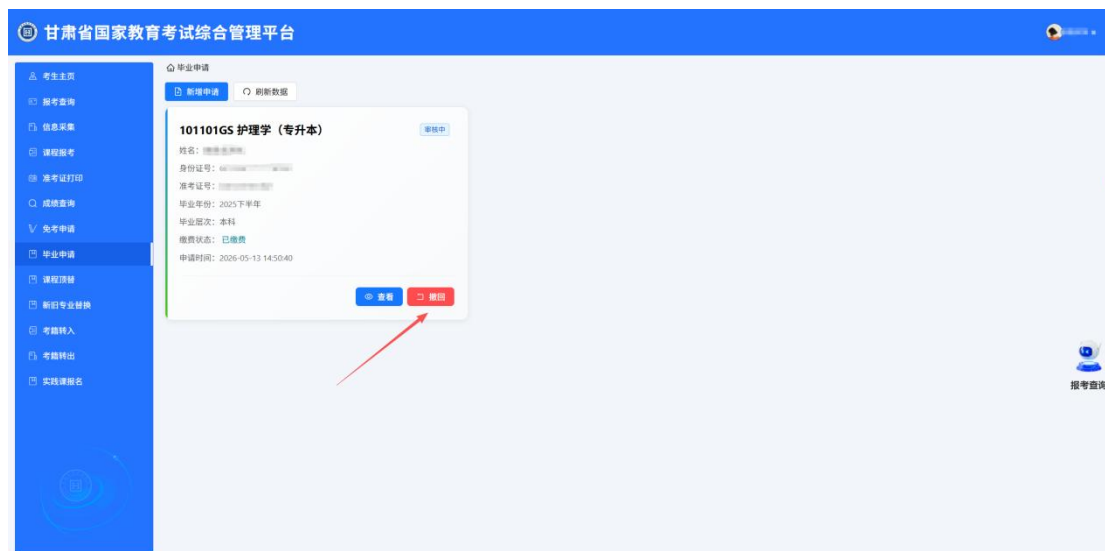 甘肃省国家教育考试综合管理平台
考生主页
报考查询
信息采集
课程报考
准考证打印
成绩查询
免考申请
毕业申请
课程顶替
新旧专业替换
考籍转入
考籍转出
实践课报名
毕业申请
新增申请
刷新数据
101101GS 护理学（专升本）
审核中
姓名：
身份证号：
准考证号：
毕业年份：2025下半年
毕业层次：本科
缴费状态：已缴费
申请时间：2026-05-13 14:50:40
查看
撤回
报考查询